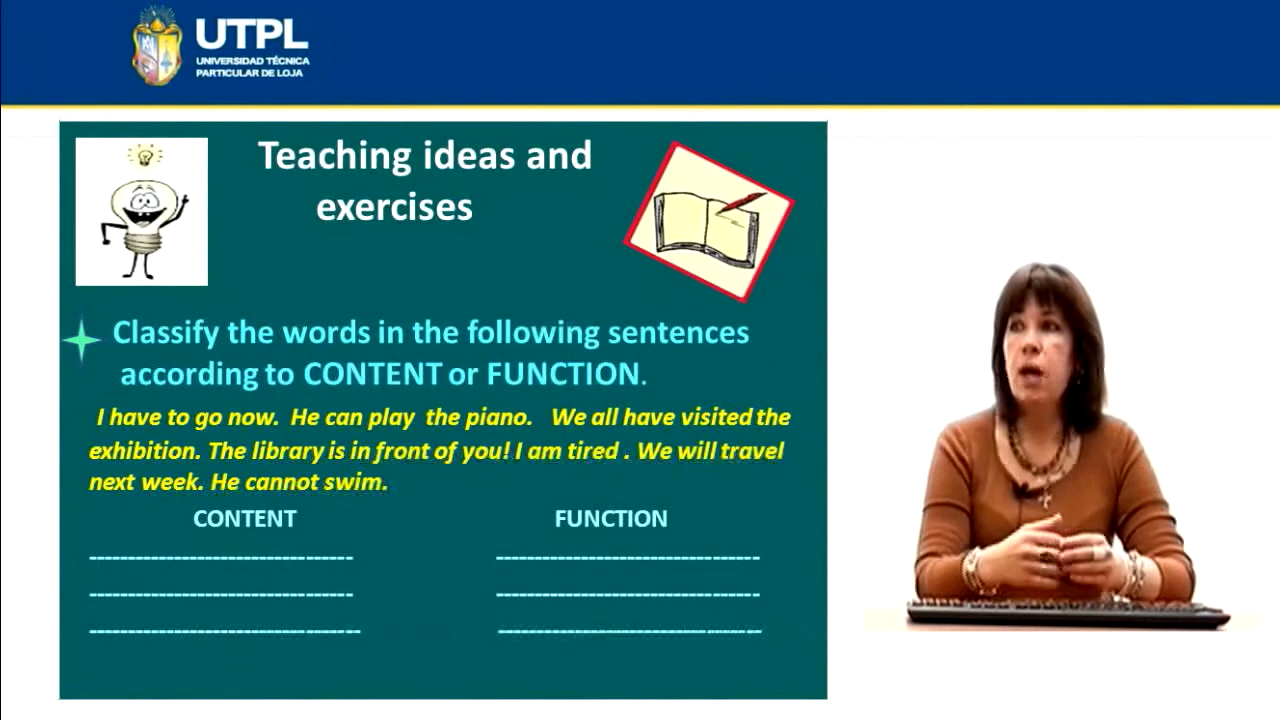 UTPL
UNIVERSIDAD TÉCNICA
PARTICULAR DE LOJA
Teaching ideas and
exercises
Classify the words in the following sentences
according to CONTENT or FUNCTION.
I have to go now. He can play the piano. We all have visited the
exhibition. The library is in front of you! I am tired . We will travel
next week. He cannot swim.
CONTENT FUNCTION
---------------------------------- ----------------------------------
---------------------------------- ----------------------------------
----------------------------------- ----------------------------------